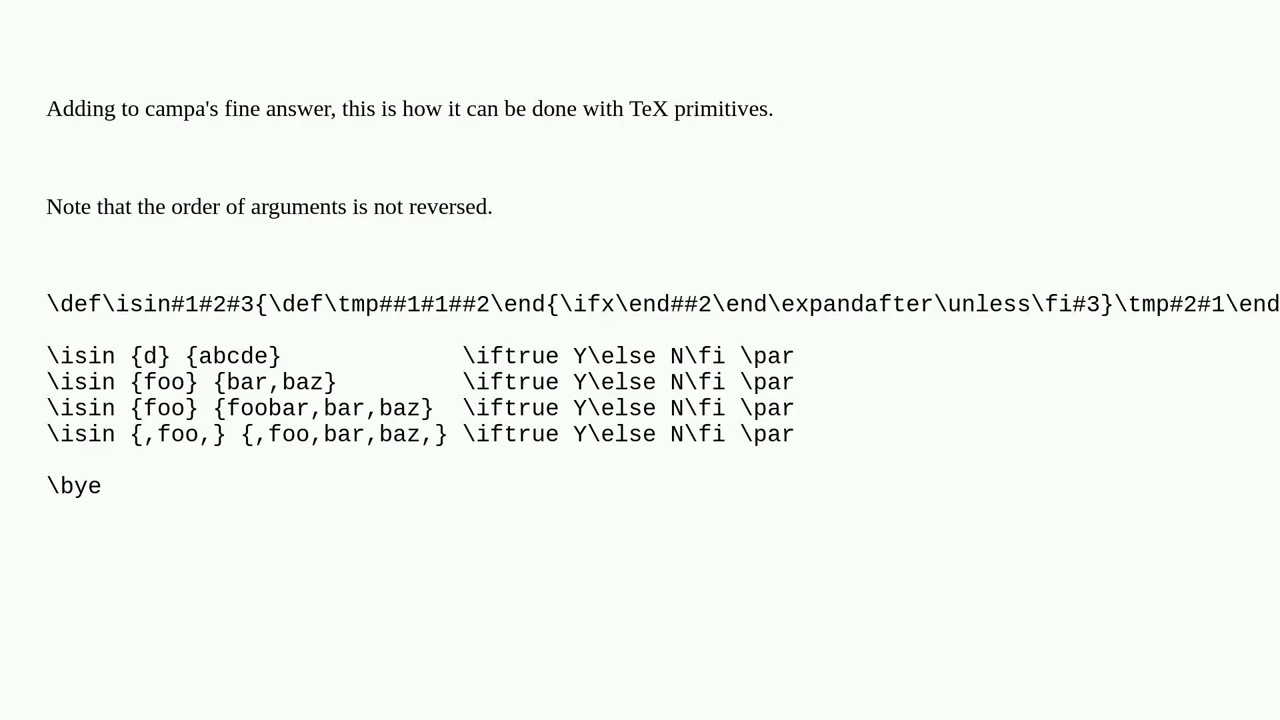 Adding to campa's fine answer, this is how it can be done with TeX primitives.
Note that the order of arguments is not reversed.
\def\isin#1#2#3{\def\tmp##1#1##2\end{\ifx\end##2\end\expandafter\unless\fi#3}\tmp#2#1\end
\isin {d} {abcde}             \iftrue Y\else N\fi \par
\isin {foo} {bar,baz}         \iftrue Y\else N\fi \par
\isin {foo} {foobar,bar,baz}  \iftrue Y\else N\fi \par
\isin {,foo,} {,foo,bar,baz,} \iftrue Y\else N\fi \par
\bye